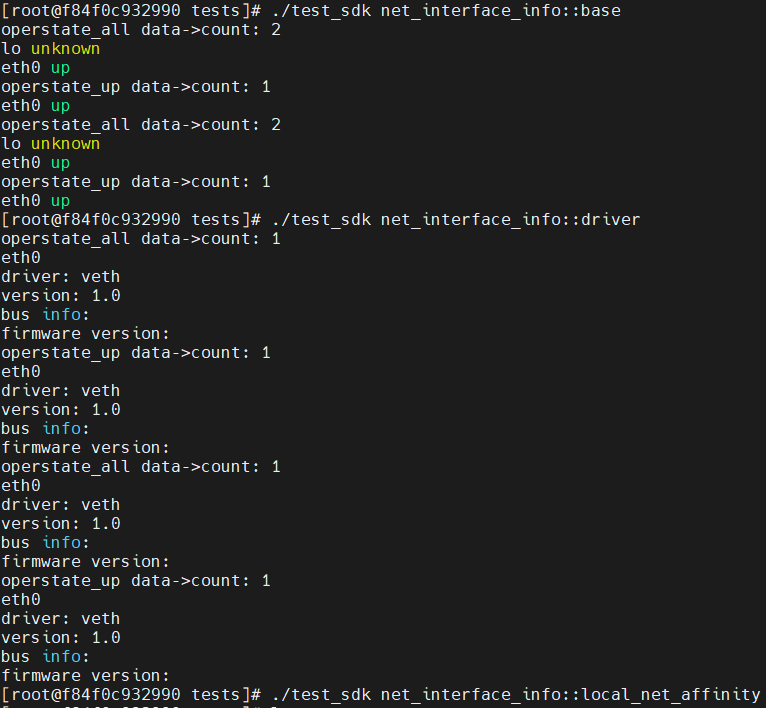 [root@f84f0c932990 tests]# ./test_sdk net_interface_info::base
operstate_all data->count: 2
lo unknown
eth0 up
operstate_up data->count: 1
eth0 up
operstate_all data->count: 2
lo unknown
eth0 up
operstate_up data->count: 1
eth0 up
[root@f84f0c932990 tests]# ./test_sdk net_interface_info::driver
operstate_all data->count: 1
eth0
driver: veth
version: 1.0
bus info:
firmware version:
operstate_up data->count: 1
eth0
driver: veth
version: 1.0
bus info:
firmware version:
operstate_all data->count: 1
eth0
driver: veth
version: 1.0
bus info:
firmware version:
operstate_up data->count: 1
eth0
driver: veth
version: 1.0
bus info:
firmware version:
[root@f84f0c932990 tests]# ./test_sdk net_interface_info::local_net_affinity